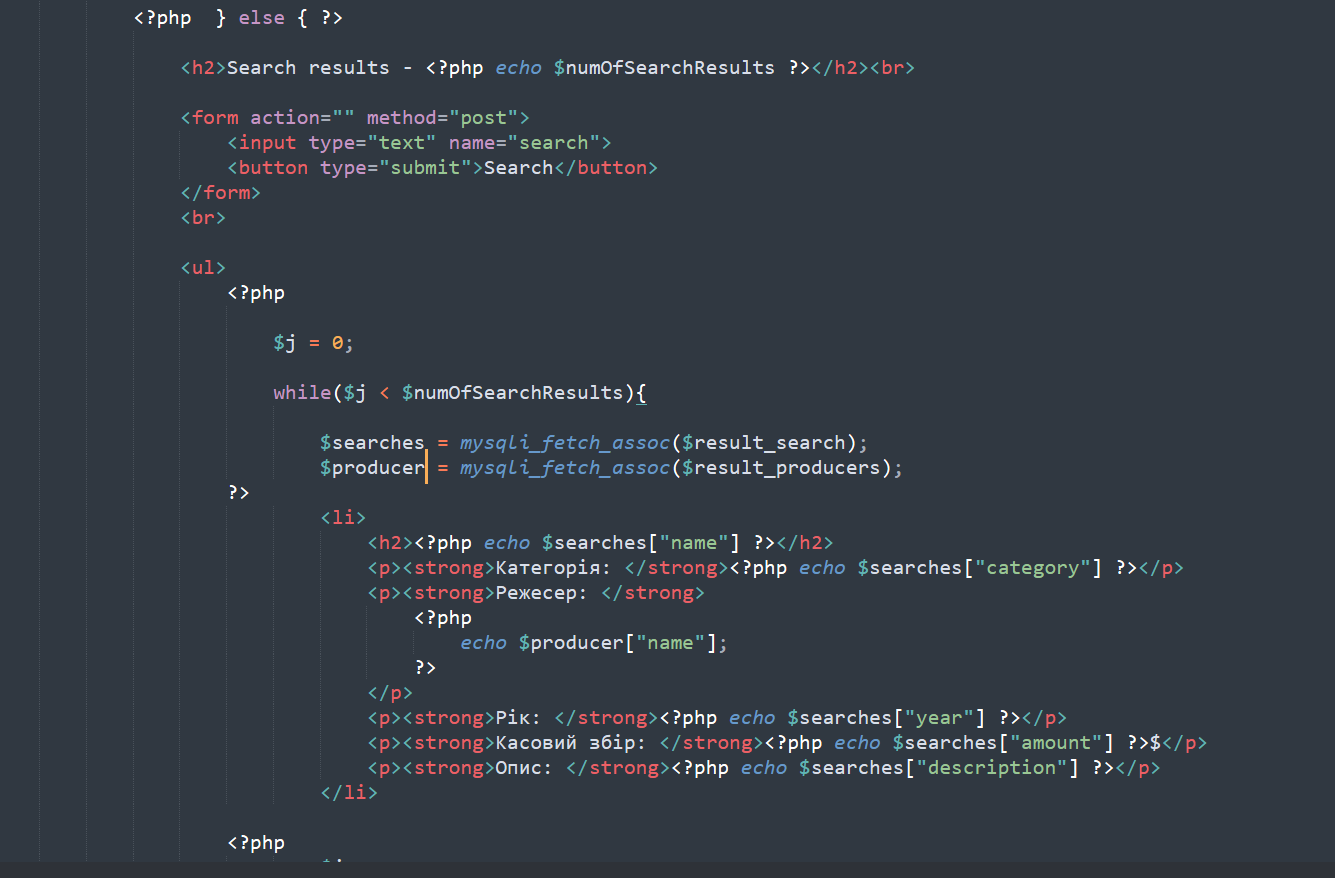 <?php  } else { ?>
<h2>Search results - <?php echo $numOfSearchResults ?></h2><br>
<form action="" method="post">
<input type="text" name="search">
<button type="submit">Search</button>
</form>
<br>
<ul>
<?php
$j = 0;
while($j < $numOfSearchResults){
$searches = mysqli_fetch_assoc($result_search);
$producer = mysqli_fetch_assoc($result_producers);
?>
<li>
<h2><?php echo $searches["name"] ?></h2>
<p><strong>Категорія: </strong><?php echo $searches["category"] ?></p>
<p><strong>Режесер: </strong>
<?php
echo $producer["name"];
?>
</p>
<p><strong>Рік: </strong><?php echo $searches["year"] ?></p>
<p><strong>Касовий збір: </strong><?php echo $searches["amount"] ?>$</p>
<p><strong>Опис: </strong><?php echo $searches["description"] ?></p>
</li>
<?php